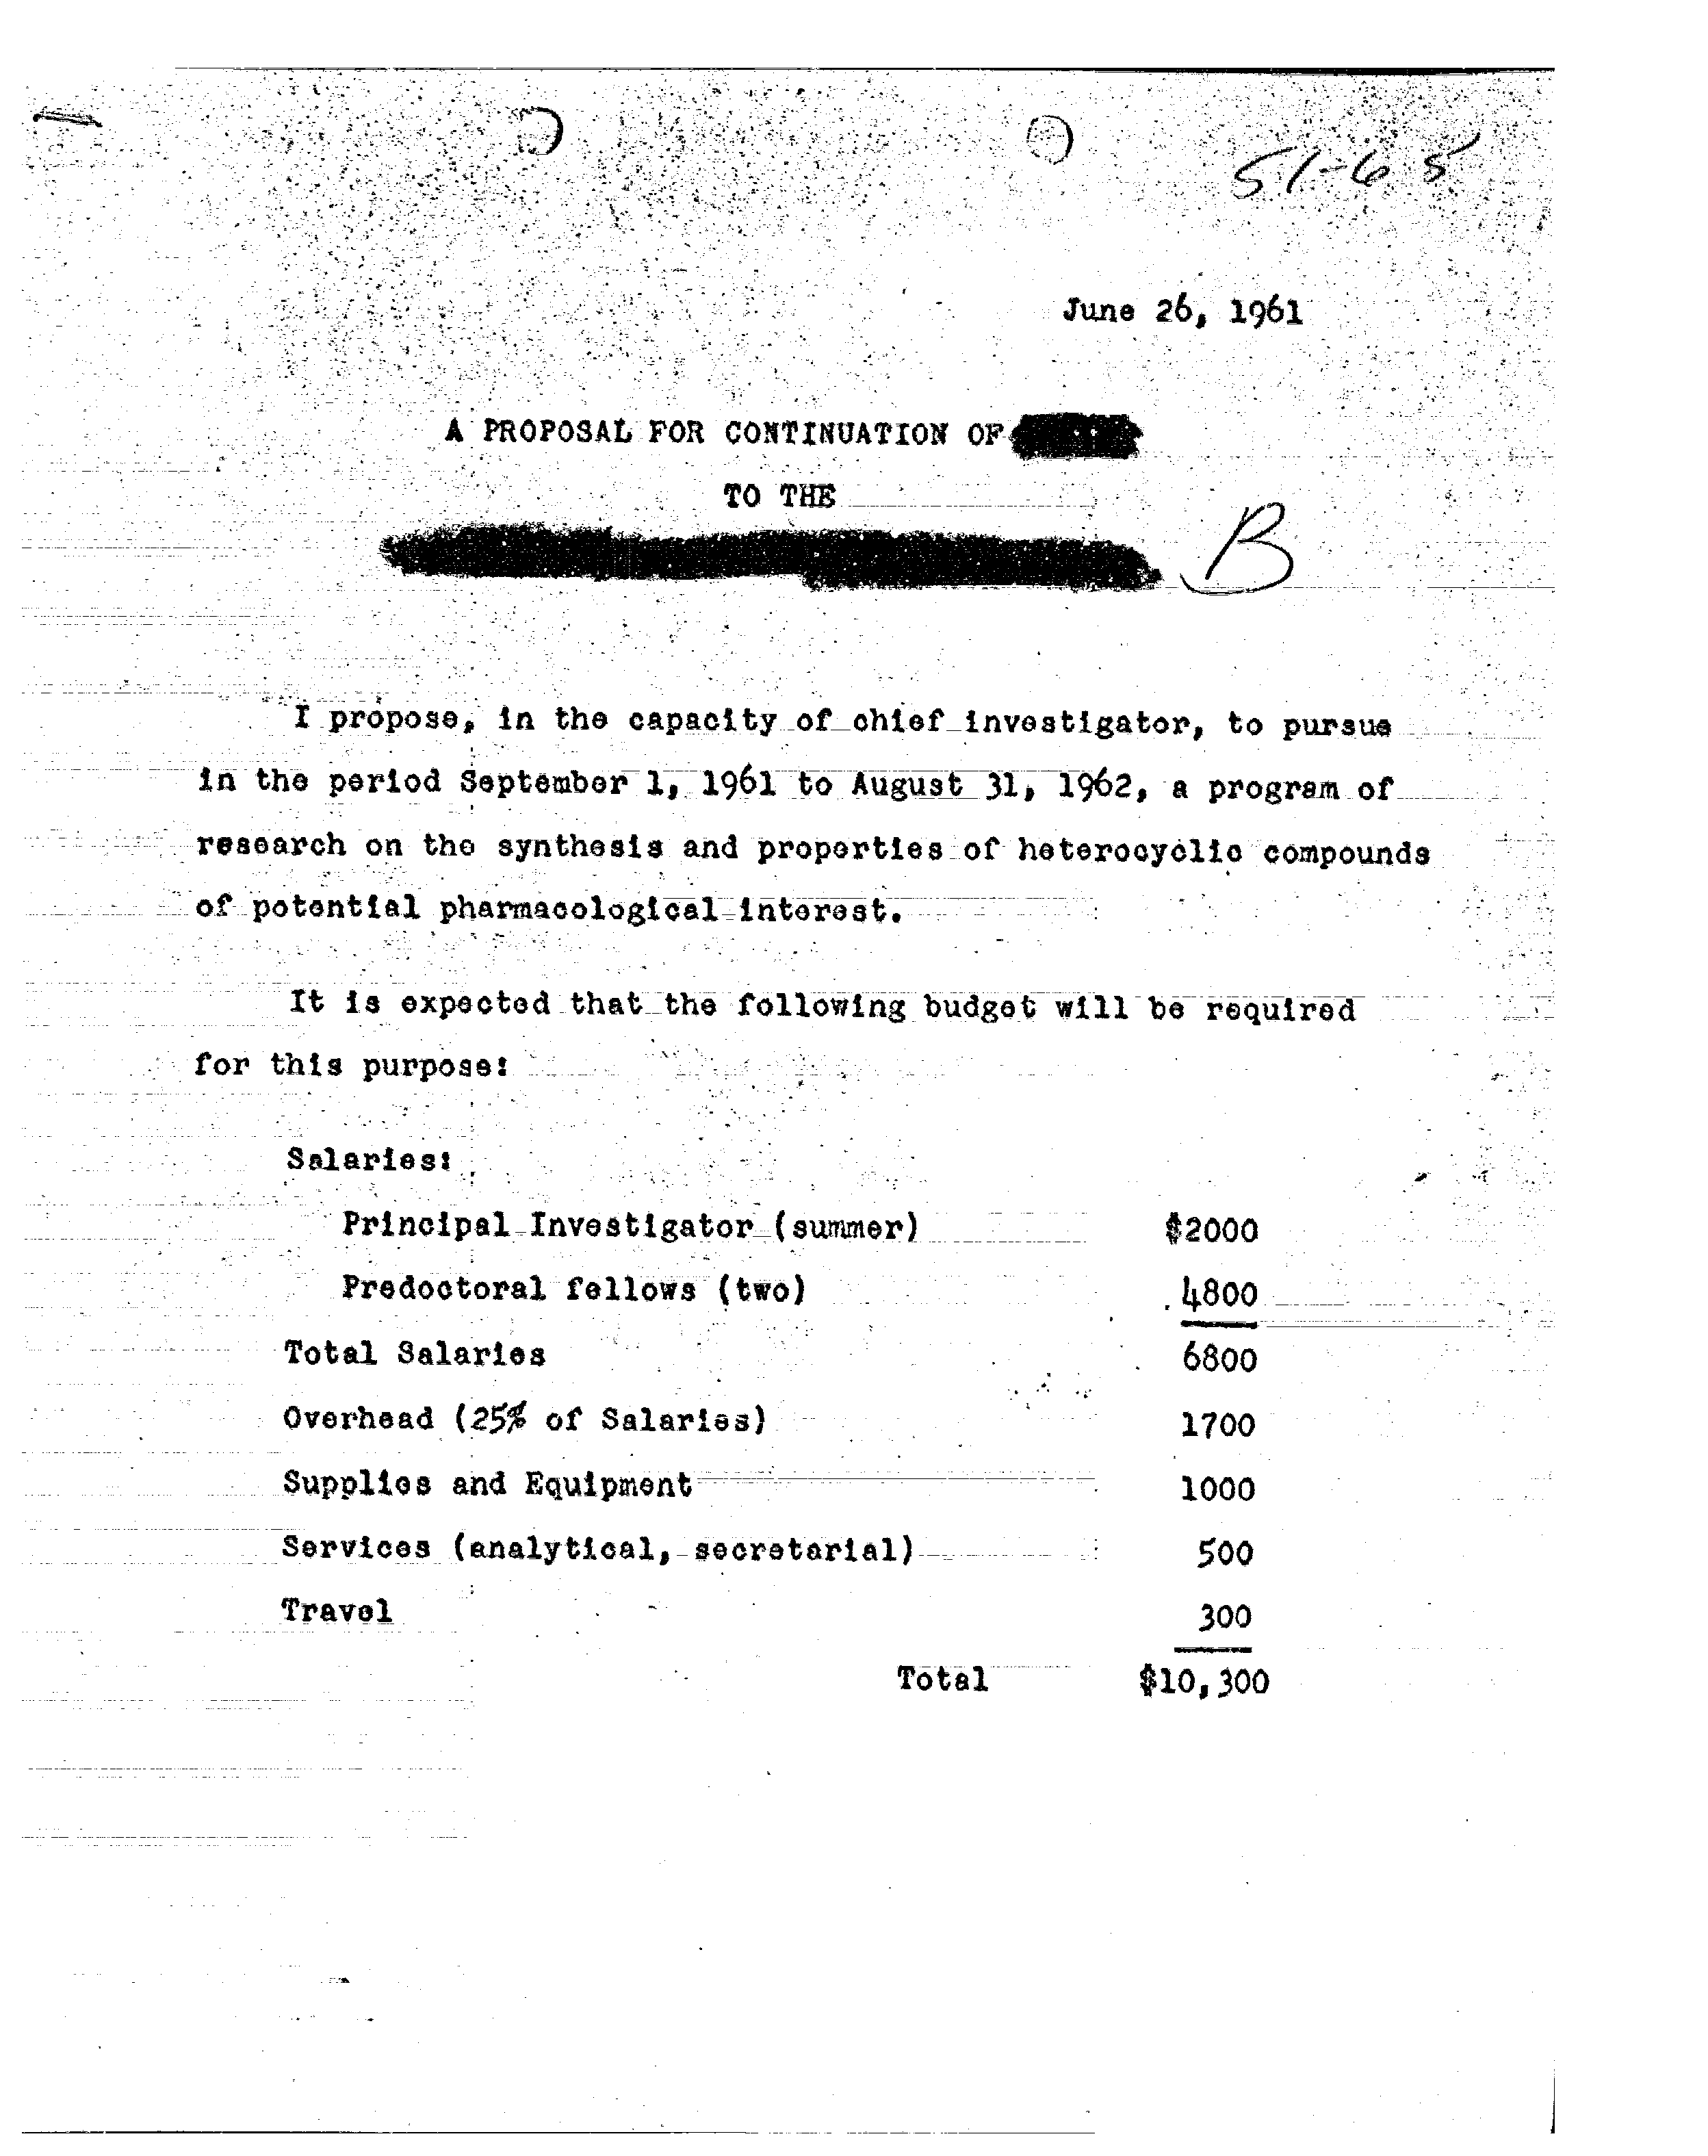 51-65
June 26, 1961
A PROPOSAL FOR CONTINUATION OF
TO THE
B
I propose, in the capacity of chief investigator, to pursue
in the period September 1, 1961 to August 31, 1962, a program of
research on the synthesis and properties of heterocyclic compounds
of potential pharmacological interest.
It is expected that the following budget will be required
for this purpose:
Salaries:
Principal Investigator (summer) $2000
Predoctoral fellows (two) 4800
Total Salaries 6800
Overhead (25% of Salaries) 1700
Supplies and Equipment 1000
Services (analytical, secretarial) 500
Travel 300
Total $10,300